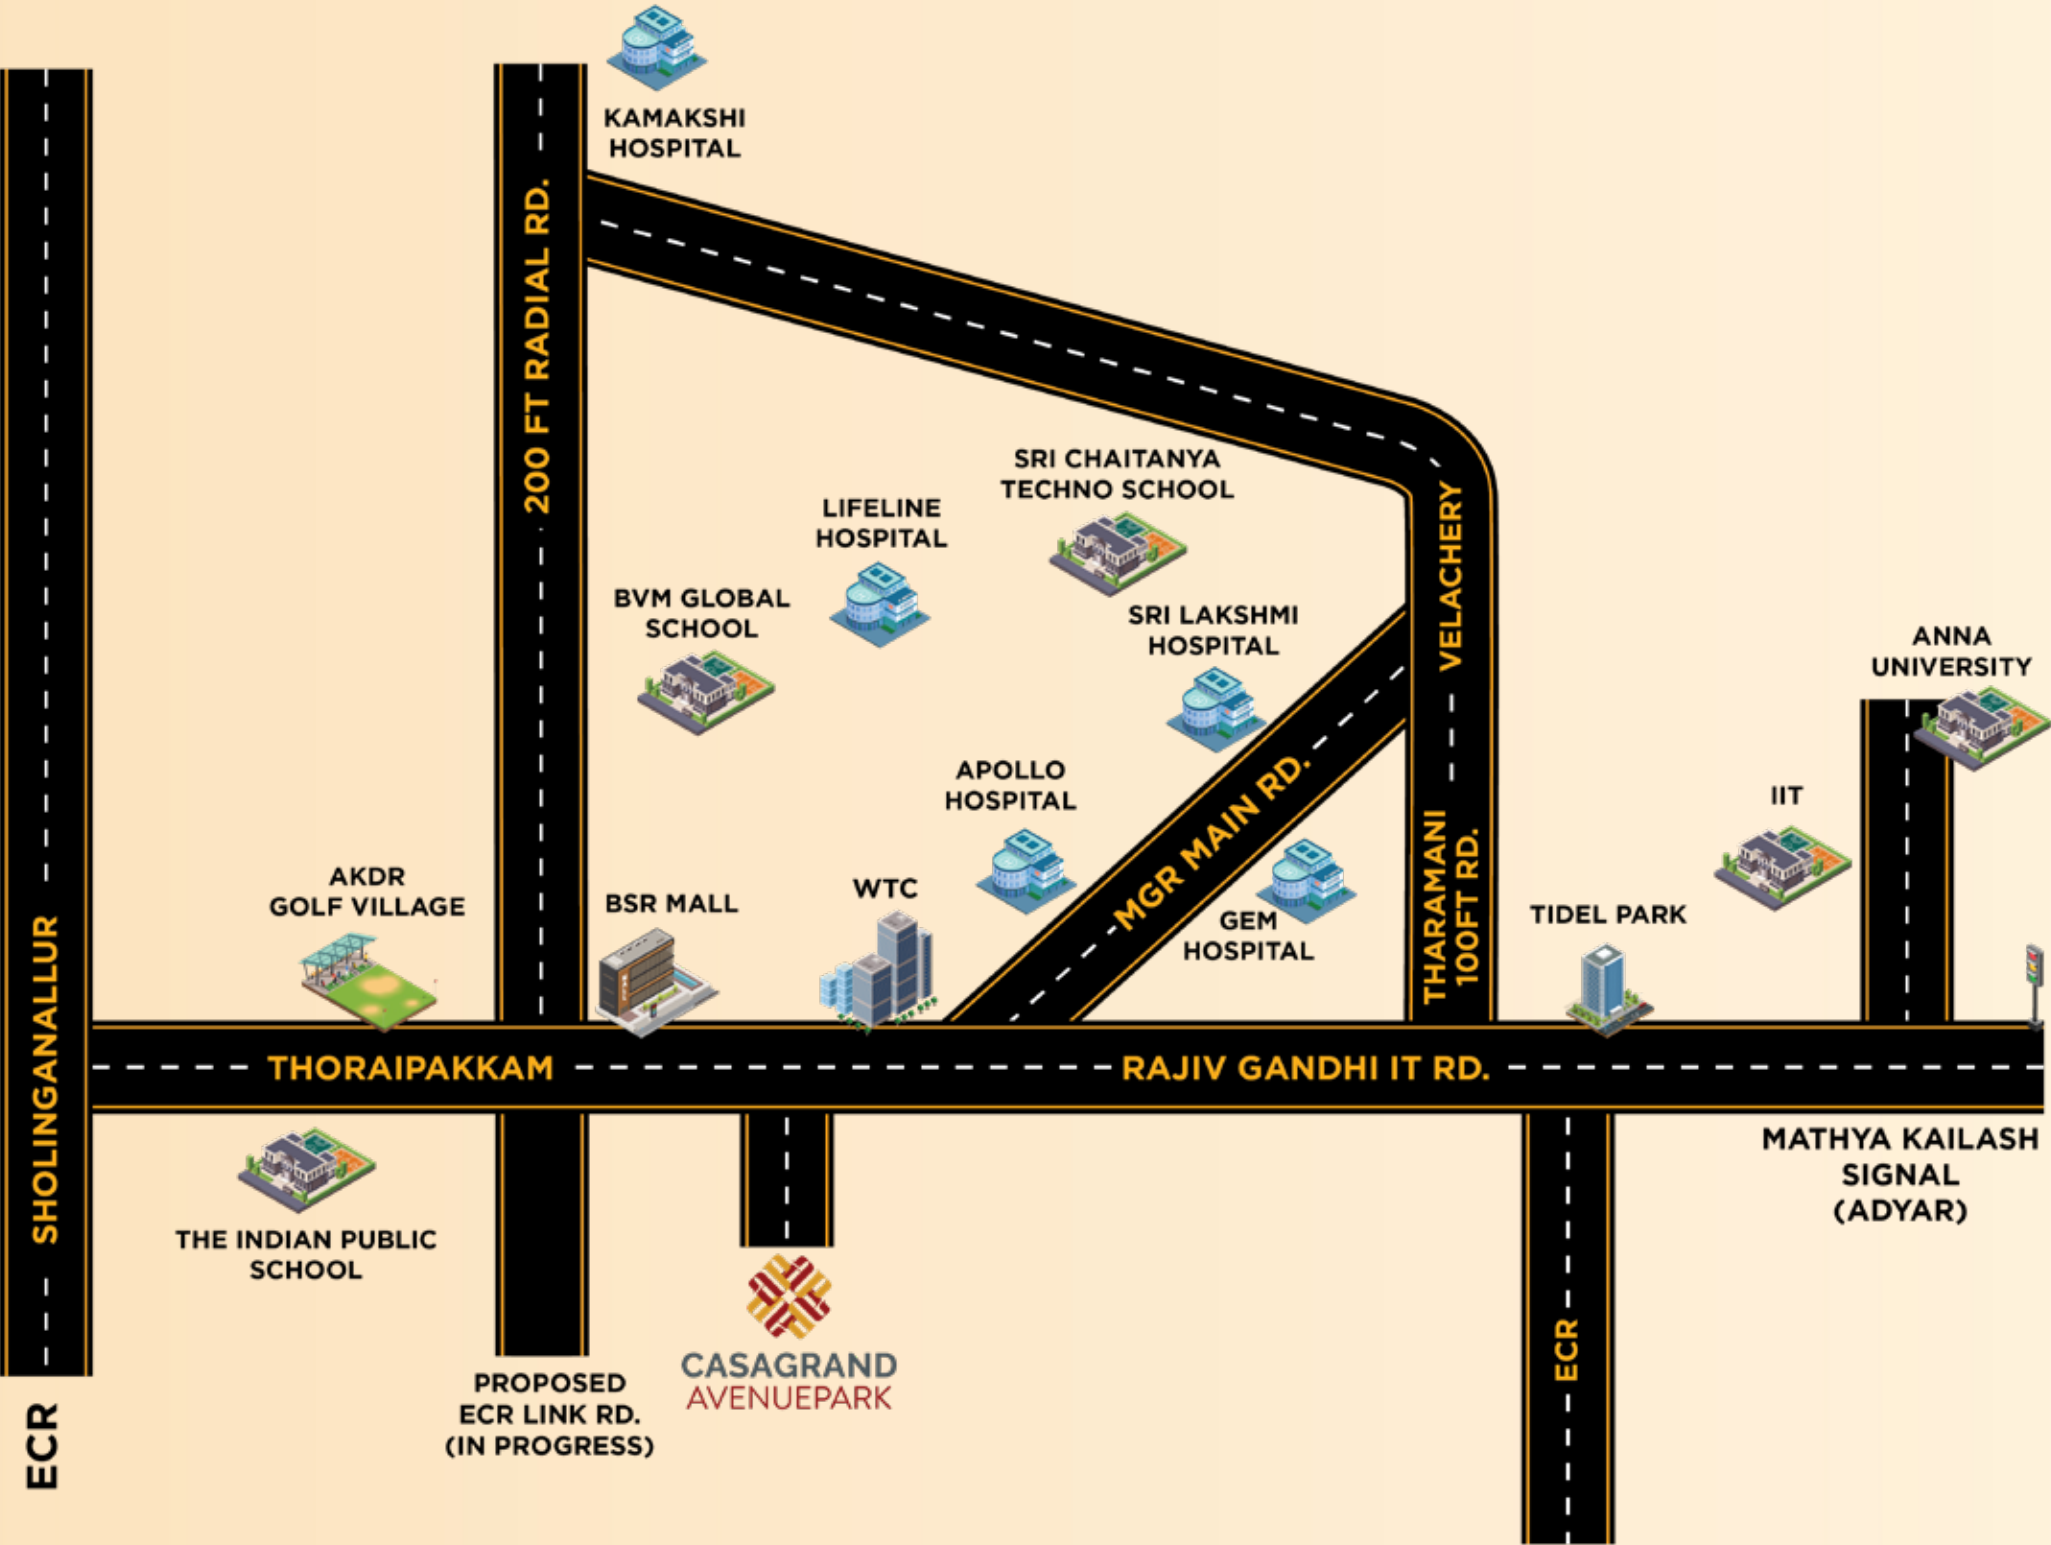 KAMAKSHI
HOSPITAL
200 FT RADIAL RD.
SRI CHAITANYA
TECHNO SCHOOL
LIFELINE
HOSPITAL
VELACHERY
BVM GLOBAL
SCHOOL
SRI LAKSHMI
HOSPITAL
ANNA
UNIVERSITY
APOLLO
HOSPITAL
MGR MAIN RD.
IIT
THARAMANI
100FT RD.
AKDR
GOLF VILLAGE
BSR MALL
WTC
GEM
HOSPITAL
TIDEL PARK
SHOLINGANALLUR
THORAIPAKKAM
RAJIV GANDHI IT RD.
MATHYA KAILASH
SIGNAL
(ADYAR)
THE INDIAN PUBLIC
SCHOOL
CASAGRAND
AVENUEPARK
ECR
PROPOSED
ECR LINK RD.
(IN PROGRESS)
ECR